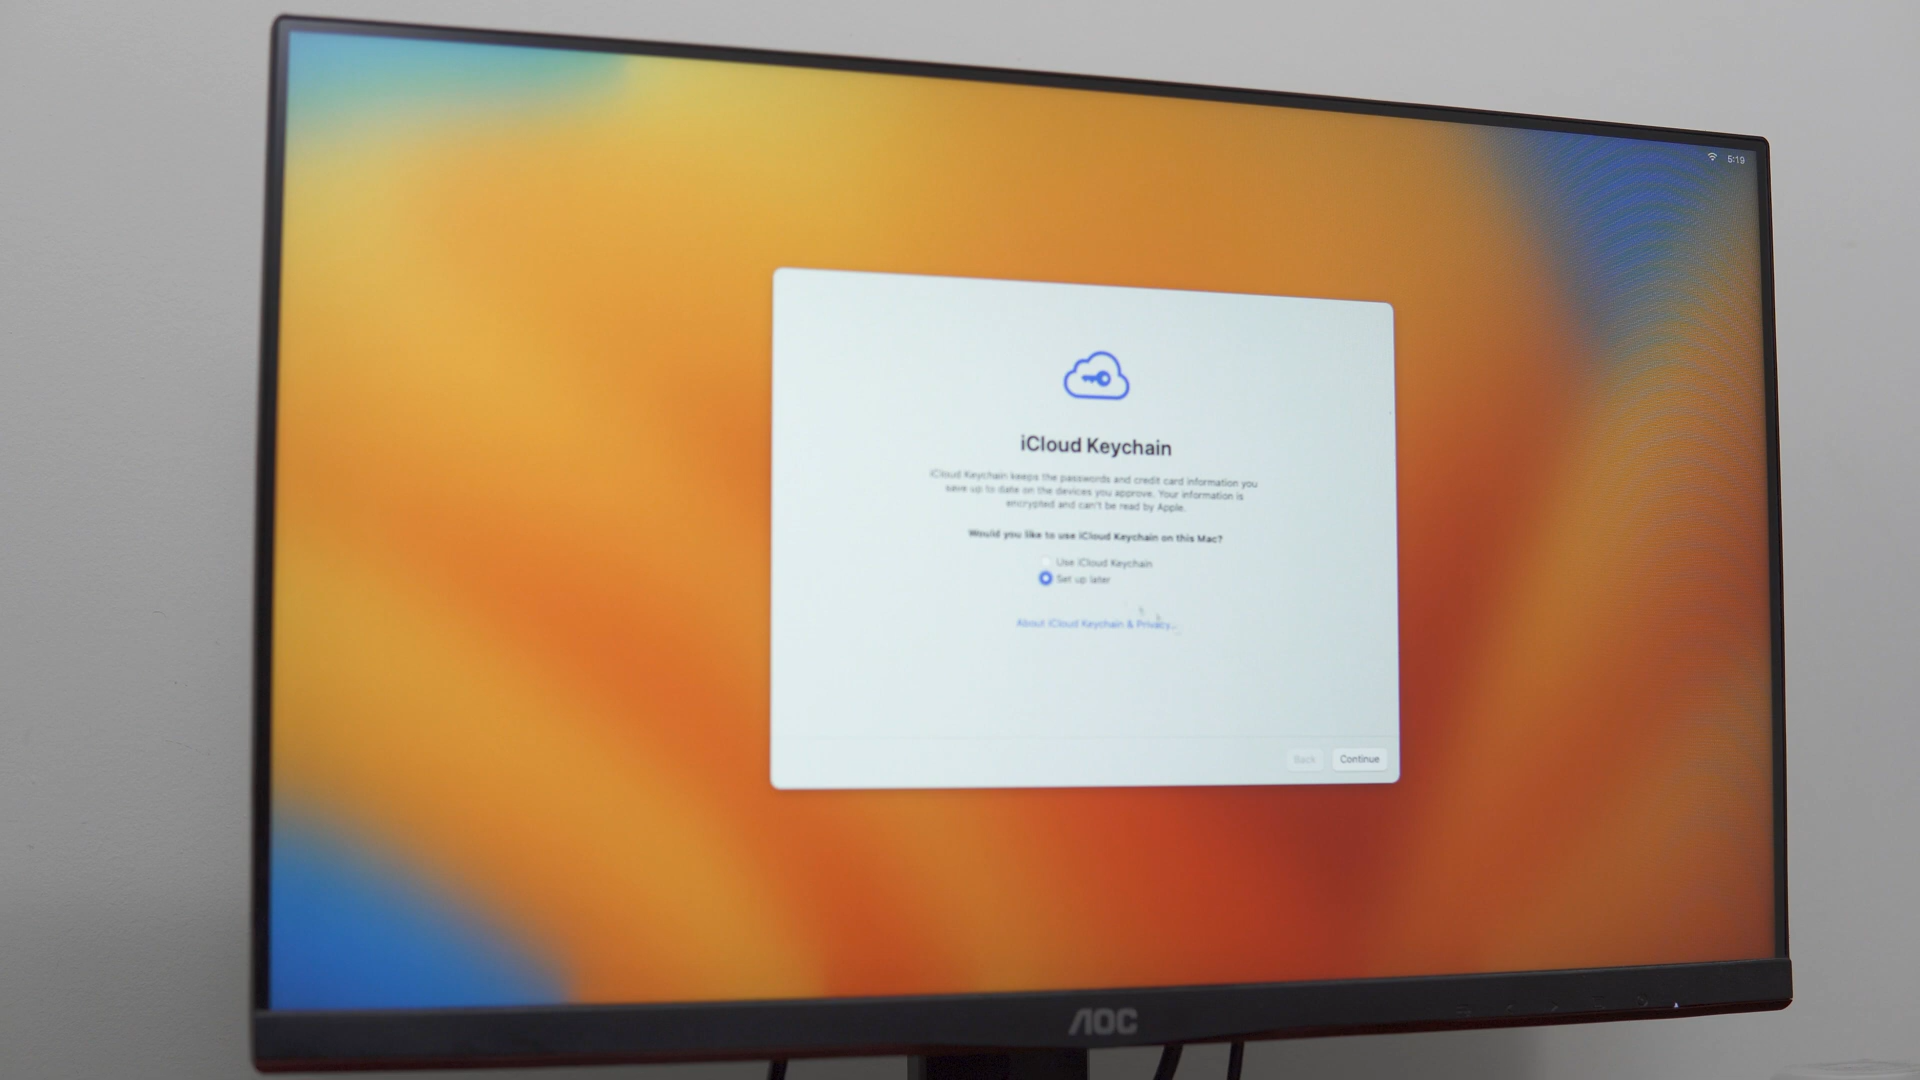 5:19
iCloud Keychain
iCloud Keychain keeps the passwords and credit card information you
save up to date on the devices you approve. Your information is
encrypted and can't be read by Apple.
Would you like to use iCloud Keychain on this Mac?
Use iCloud Keychain
Set up later
About iCloud Keychain & Privacy...
Back
Continue
AOC